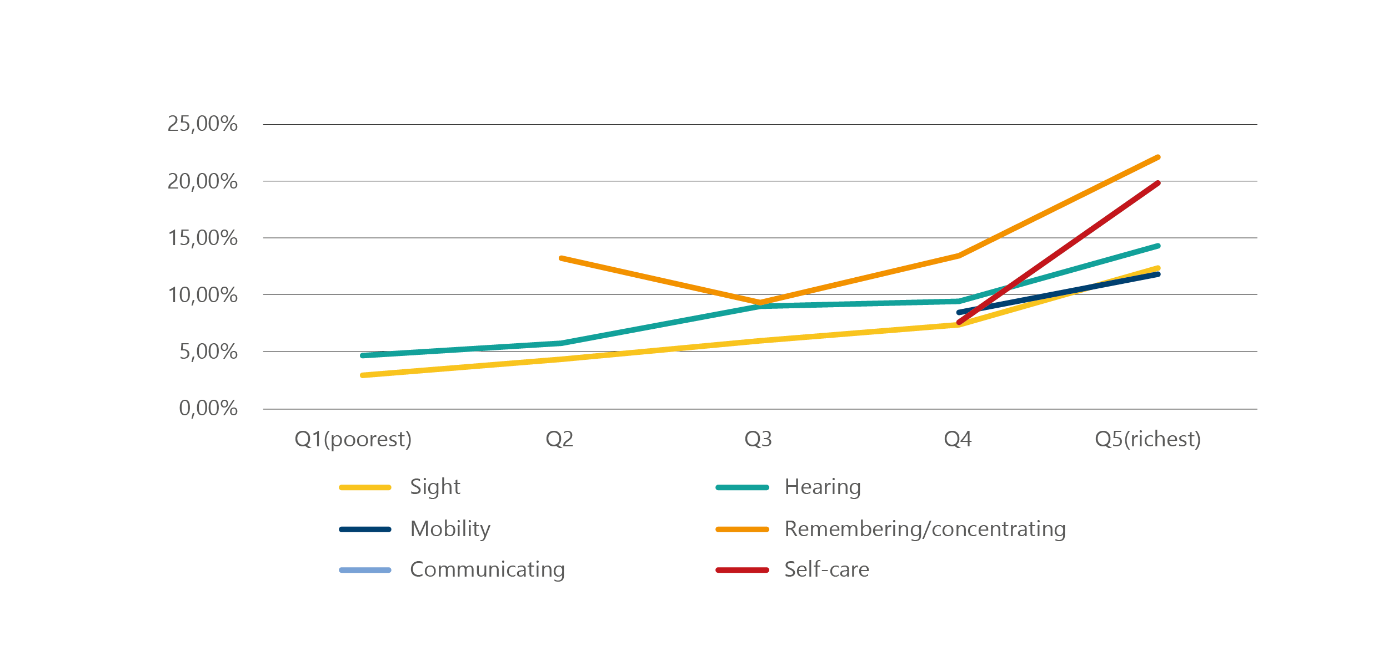 25,00%
20,00%
15,00%
10,00%
5,00%
0,00%
Q1(poorest) Q2 Q3 Q4 Q5(richest)
Sight Hearing
Mobility Remembering/concentrating
Communicating Self-care